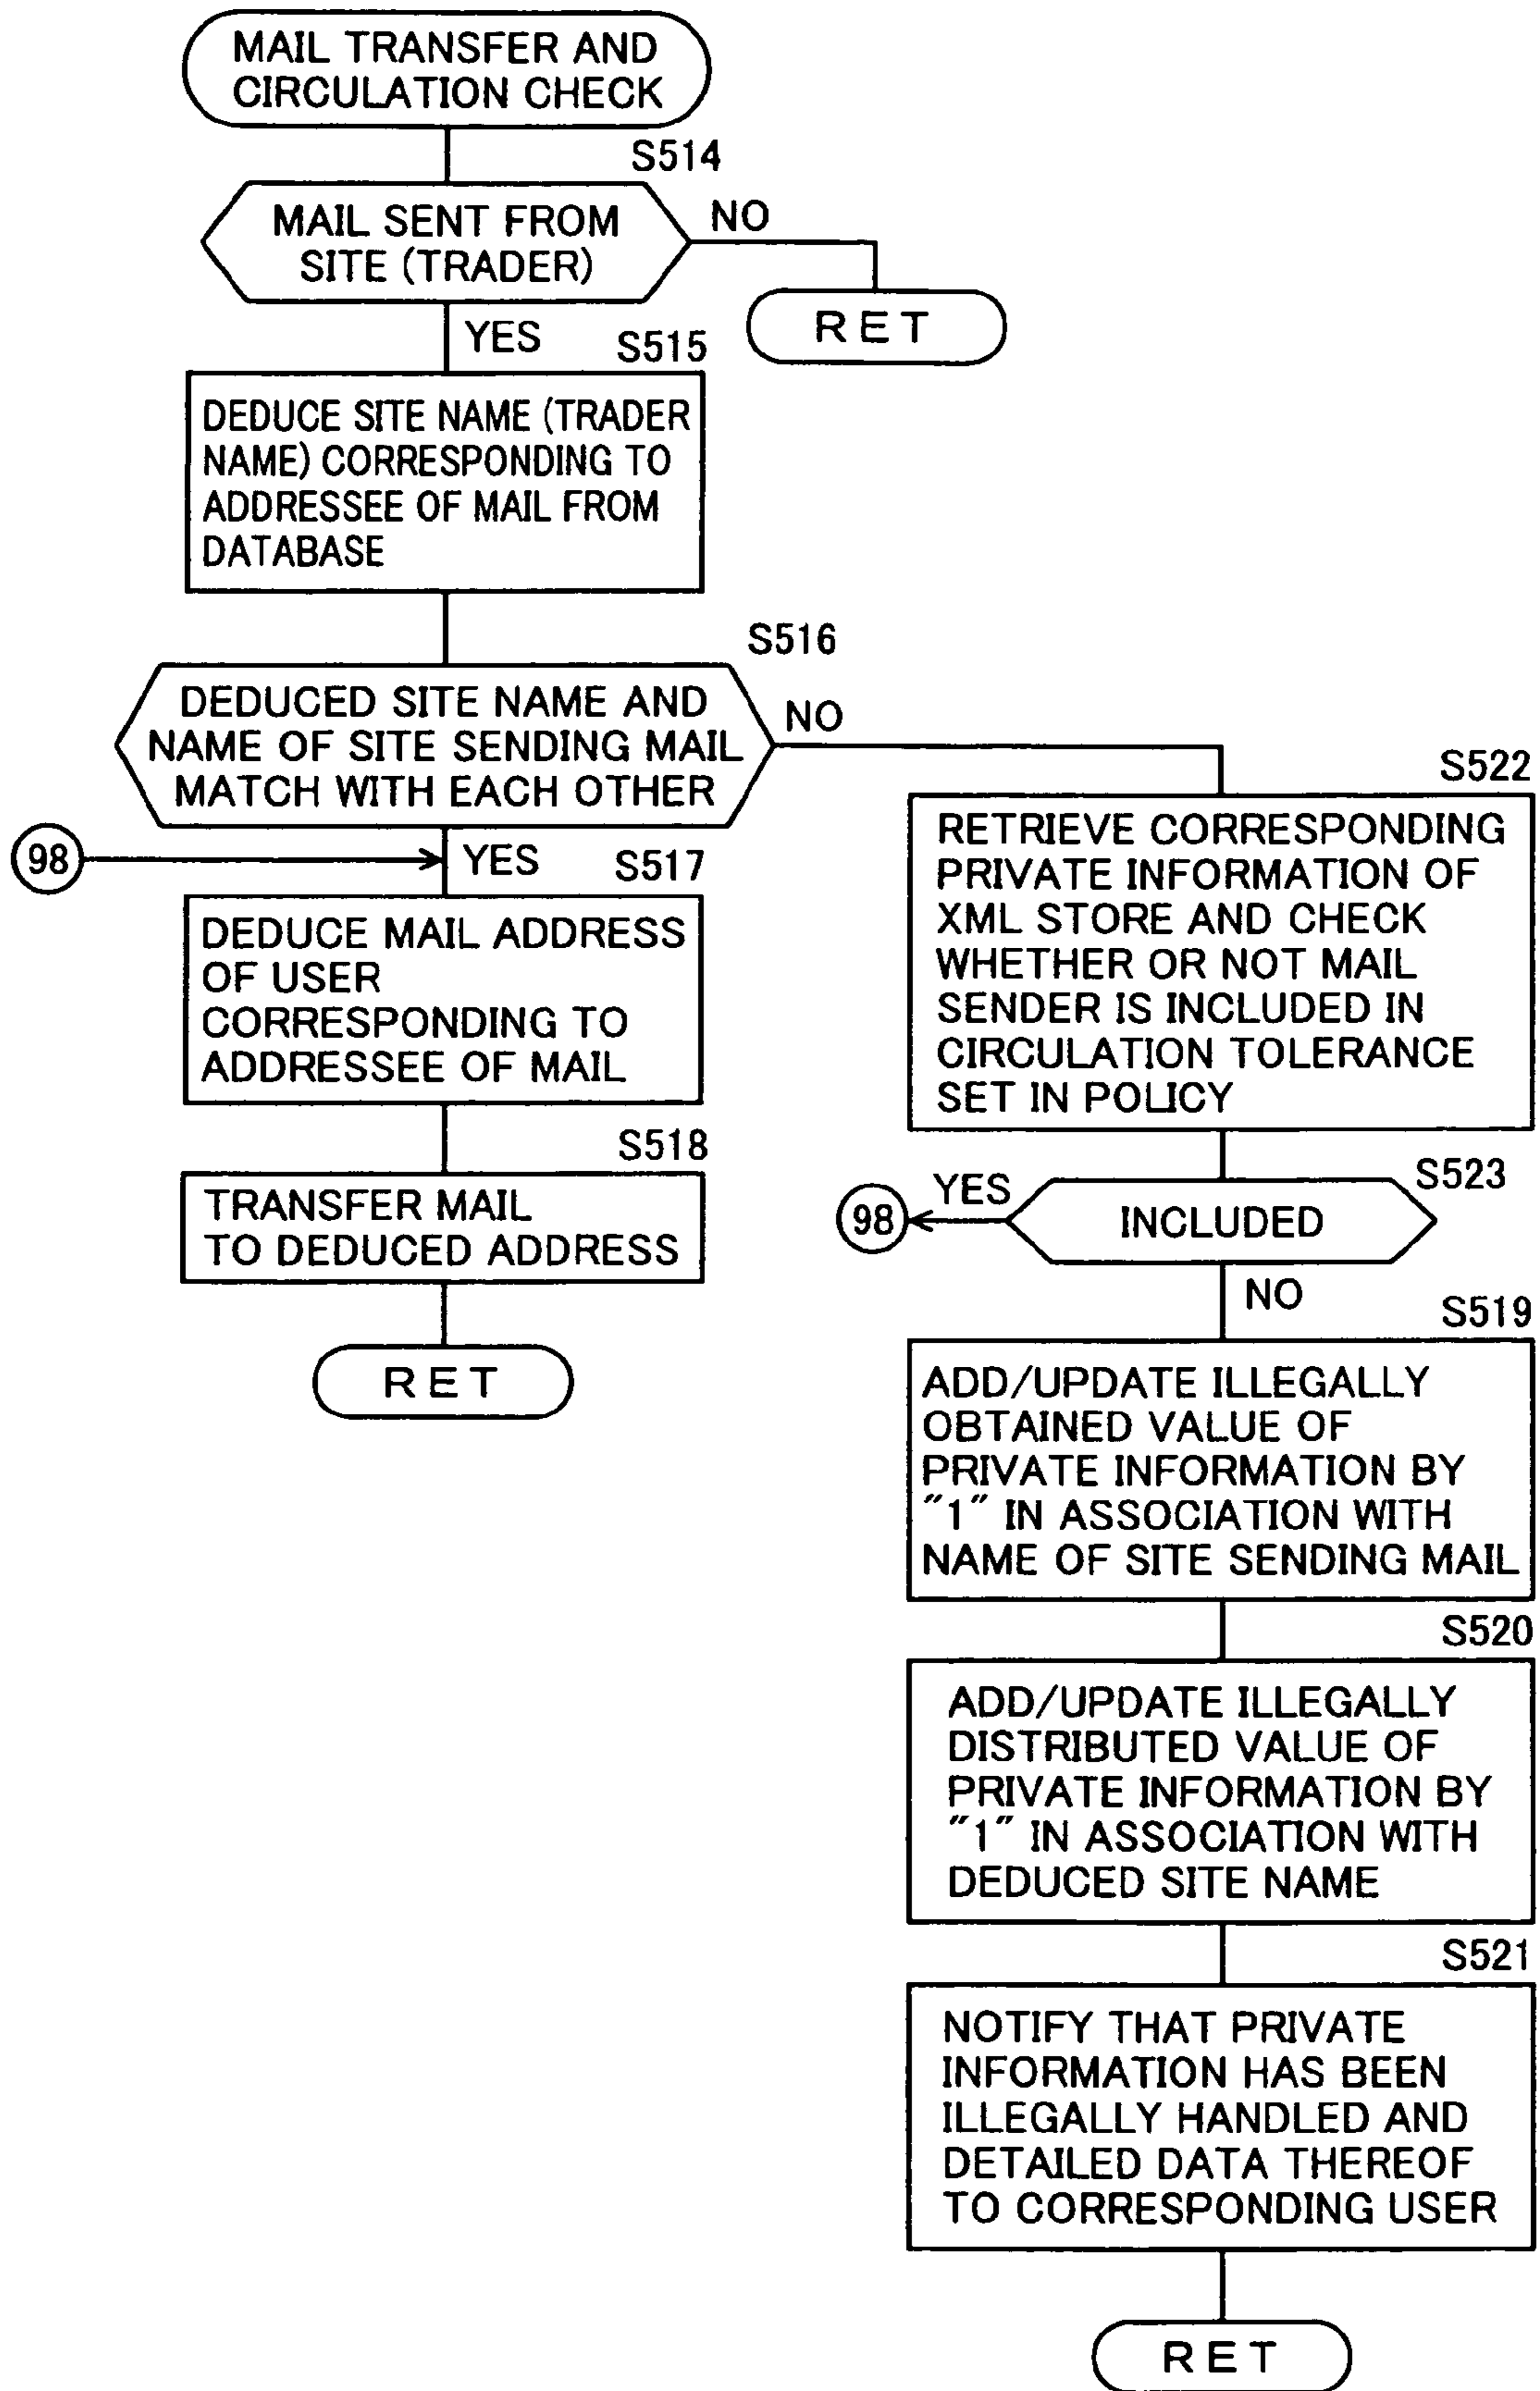 MAIL TRANSFER AND
CIRCULATION CHECK
S514
MAIL SENT FROM
SITE (TRADER)
NO
RET
YES
S515
DEDUCE SITE NAME (TRADER
NAME) CORRESPONDING TO
ADDRESSEE OF MAIL FROM
DATABASE
S516
DEDUCED SITE NAME AND
NAME OF SITE SENDING MAIL
MATCH WITH EACH OTHER
NO
98
YES
S517
DEDUCE MAIL ADDRESS
OF USER
CORRESPONDING TO
ADDRESSEE OF MAIL
S518
TRANSFER MAIL
TO DEDUCED ADDRESS
RET
S522
RETRIEVE CORRESPONDING
PRIVATE INFORMATION OF
XML STORE AND CHECK
WHETHER OR NOT MAIL
SENDER IS INCLUDED IN
CIRCULATION TOLERANCE
SET IN POLICY
S523
INCLUDED
YES
98
NO
S519
ADD/UPDATE ILLEGALLY
OBTAINED VALUE OF
PRIVATE INFORMATION BY
"1" IN ASSOCIATION WITH
NAME OF SITE SENDING MAIL
S520
ADD/UPDATE ILLEGALLY
DISTRIBUTED VALUE OF
PRIVATE INFORMATION BY
"1" IN ASSOCIATION WITH
DEDUCED SITE NAME
S521
NOTIFY THAT PRIVATE
INFORMATION HAS BEEN
ILLEGALLY HANDLED AND
DETAILED DATA THEREOF
TO CORRESPONDING USER
RET